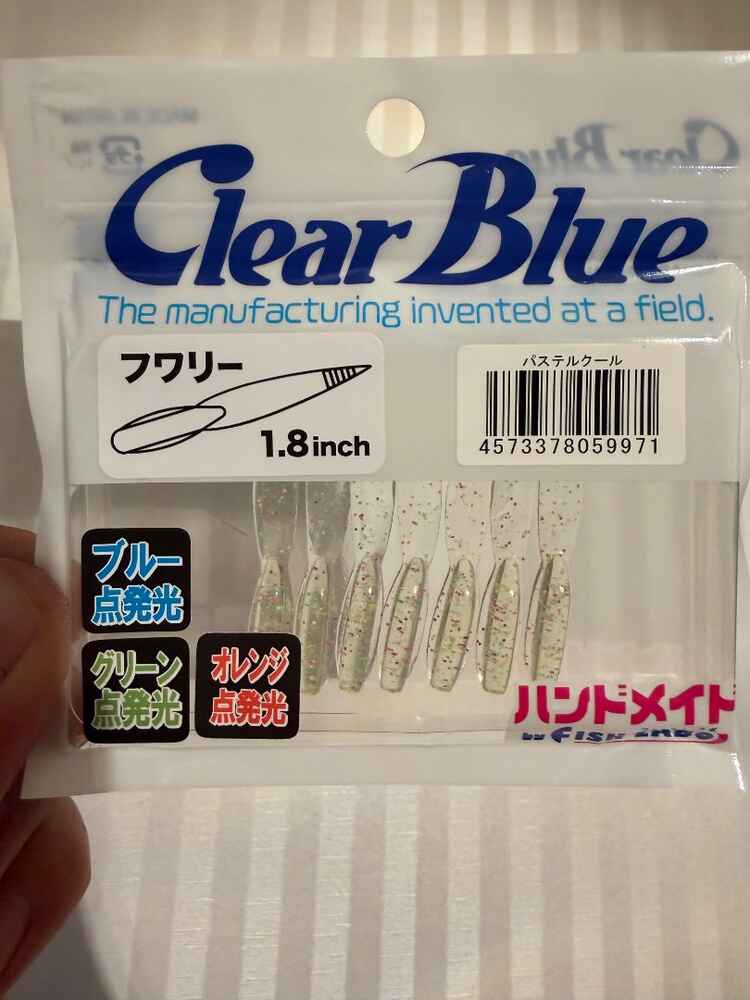 Clear Blue
The manufacturing invented at a field.
フワリー
1.8inch
パステルクール
4573378059971
ブルー
点発光
グリーン
点発光
オレンジ
点発光
ハンドメイド
by FISH